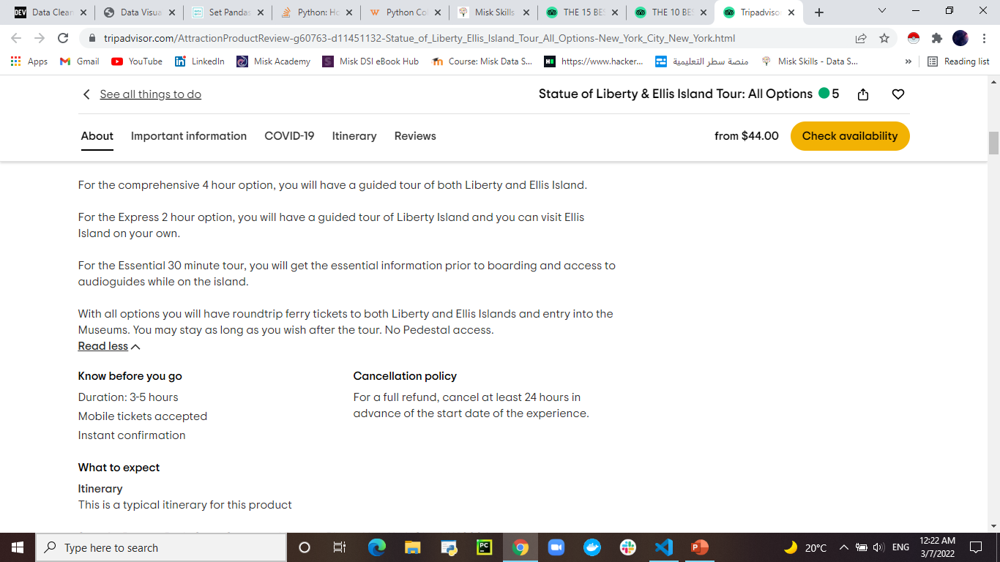 Data Clean
Data Visua
Set Pandas
Python: Ho
Python Col
Misk Skills
THE 15 BES
THE 10 BES
Tripadvisor
tripadvisor.com/AttractionProductReview-g60763-d11451132-Statue_of_Liberty_Ellis_Island_Tour_All_Options-New_York_City_New_York.html
Apps
Gmail
YouTube
LinkedIn
Misk Academy
Misk DSI eBook Hub
Course: Misk Data S...
https://www.hacker...
منصة سطر التعليمية
Misk Skills - Data S...
»
Reading list
See all things to do
Statue of Liberty & Ellis Island Tour: All Options 5
About Important information COVID-19 Itinerary Reviews
from $44.00 Check availability
For the comprehensive 4 hour option, you will have a guided tour of both Liberty and Ellis Island.
For the Express 2 hour option, you will have a guided tour of Liberty Island and you can visit Ellis
Island on your own.
For the Essential 30 minute tour, you will get the essential information prior to boarding and access to
audioguides while on the island.
With all options you will have roundtrip ferry tickets to both Liberty and Ellis Islands and entry into the
Museums. You may stay as long as you wish after the tour. No Pedestal access.
Read less
Know before you go
Duration: 3-5 hours
Mobile tickets accepted
Instant confirmation
Cancellation policy
For a full refund, cancel at least 24 hours in
advance of the start date of the experience.
What to expect
Itinerary
This is a typical itinerary for this product
Type here to search
20°C
ENG
12:22 AM
3/7/2022